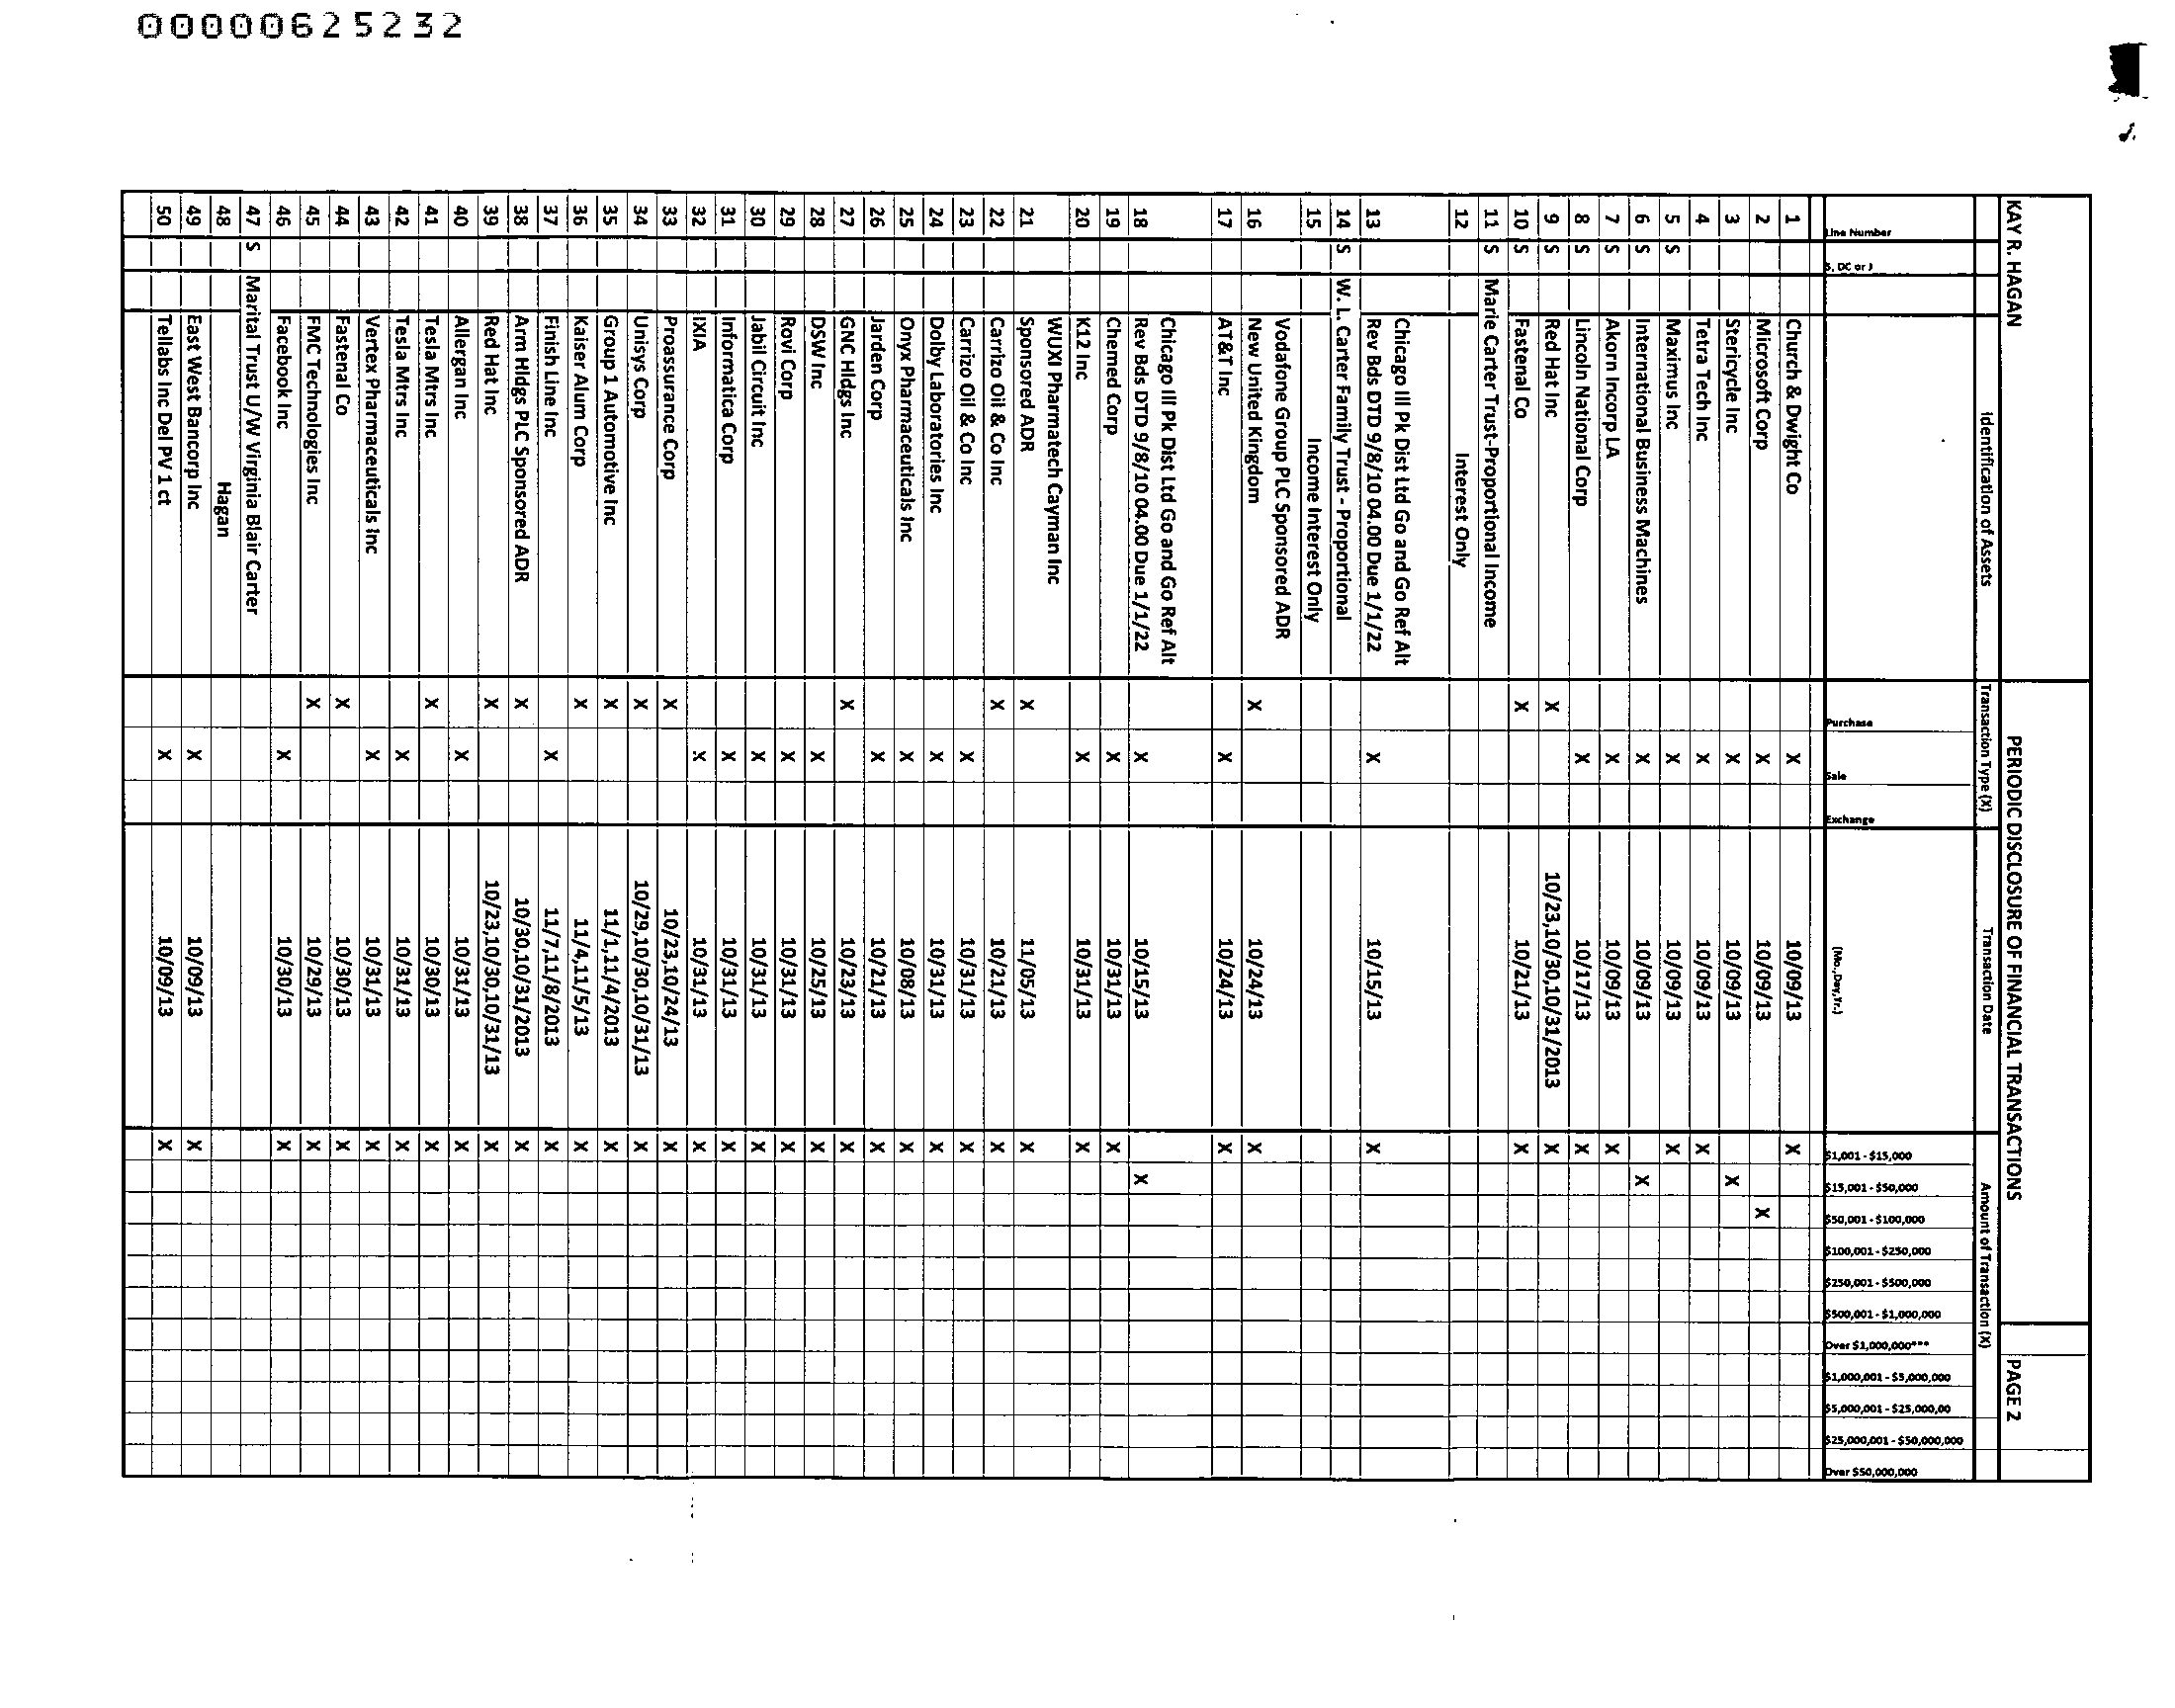 00000625232
KAY R. HAGAN PERIODIC DISCLOSURE OF FINANCIAL TRANSACTIONS PAGE 2
Identification of Assets Transaction Type (X) Transaction Date Amount of Transaction (X)
Line Number S, DC or J Purchase Sale Exchange (Mo.,Day,Yr.) $1,001 - $15,000 $15,001 - $50,000 $50,001 - $100,000 $100,001 - $250,000 $250,001 - $500,000 $500,001 - $1,000,000 Over $1,000,000*** $1,000,001 - $5,000,000 $5,000,001 - $25,000,00 $25,000,001 - $50,000,000 Over $50,000,000
1 Church & Dwight Co X 10/09/13 X
2 Microsoft Corp X 10/09/13 X
3 Stericycle Inc X 10/09/13 X
4 Tetra Tech Inc X 10/09/13 X
5 S Maximus Inc X 10/09/13 X
6 S International Business Machines X 10/09/13 X
7 S Akorn Incorp LA X 10/09/13 X
8 S Lincoln National Corp X 10/17/13 X
9 S Red Hat Inc X 10/23,10/30,10/31/2013 X
10 S Fastenal Co X 10/21/13 X
11 S Marie Carter Trust-Proportional Income
12 Interest Only
Chicago Ill Pk Dist Ltd Go and Go Ref Alt
13 Rev Bds DTD 9/8/10 04.00 Due 1/1/22 X 10/15/13 X
14 S W. L. Carter Family Trust - Proportional
15 Income Interest Only
Vodafone Group PLC Sponsored ADR
16 New United Kingdom X 10/24/13 X
17 AT&T Inc X 10/24/13 X
Chicago Ill Pk Dist Ltd Go and Go Ref Alt
18 Rev Bds DTD 9/8/10 04.00 Due 1/1/22 X 10/15/13 X
19 Chemed Corp X 10/31/13 X
20 K12 Inc X 10/31/13 X
WUXI Pharmatech Cayman Inc
21 Sponsored ADR X 11/05/13 X
22 Carrizo Oil & Co Inc X 10/21/13 X
23 Carrizo Oil & Co Inc X 10/31/13 X
24 Dolby Laboratories Inc X 10/31/13 X
25 Onyx Pharmaceuticals Inc X 10/08/13 X
26 Jarden Corp X 10/21/13 X
27 GNC Hldgs Inc X 10/23/13 X
28 DSW Inc X 10/25/13 X
29 Rovi Corp X 10/31/13 X
30 Jabil Circuit Inc X 10/31/13 X
31 Informatica Corp X 10/31/13 X
32 IXIA X 10/31/13 X
33 Proassurance Corp X 10/23,10/24/13 X
34 Unisys Corp X 10/29,10/30,10/31/13 X
35 Group 1 Automotive Inc X 11/1,11/4/2013 X
36 Kaiser Alum Corp X 11/4,11/5/13 X
37 Finish Line Inc X 11/7,11/8/2013 X
38 Arm Hldgs PLC Sponsored ADR X 10/30,10/31/2013 X
39 Red Hat Inc X 10/23,10/30,10/31/13 X
40 Allergan Inc X 10/31/13 X
41 Tesla Mtrs Inc X 10/30/13 X
42 Tesla Mtrs Inc X 10/31/13 X
43 Vertex Pharmaceuticals Inc X 10/31/13 X
44 Fastenal Co X 10/30/13 X
45 FMC Technologies Inc X 10/29/13 X
46 Facebook Inc X 10/30/13 X
47 S Marital Trust U/W Virginia Blair Carter
48 Hagan
49 East West Bancorp Inc X 10/09/13 X
50 Tellabs Inc Del PV 1 ct X 10/09/13 X